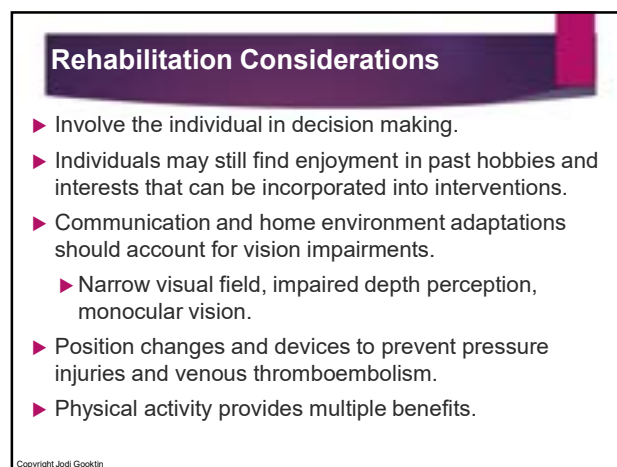 Rehabilitation Considerations
Involve the individual in decision making.
Individuals may still find enjoyment in past hobbies and
interests that can be incorporated into interventions.
Communication and home environment adaptations
should account for vision impairments.
Narrow visual field, impaired depth perception,
monocular vision.
Position changes and devices to prevent pressure
injuries and venous thromboembolism.
Physical activity provides multiple benefits.
Copyright Jodi Gooktin